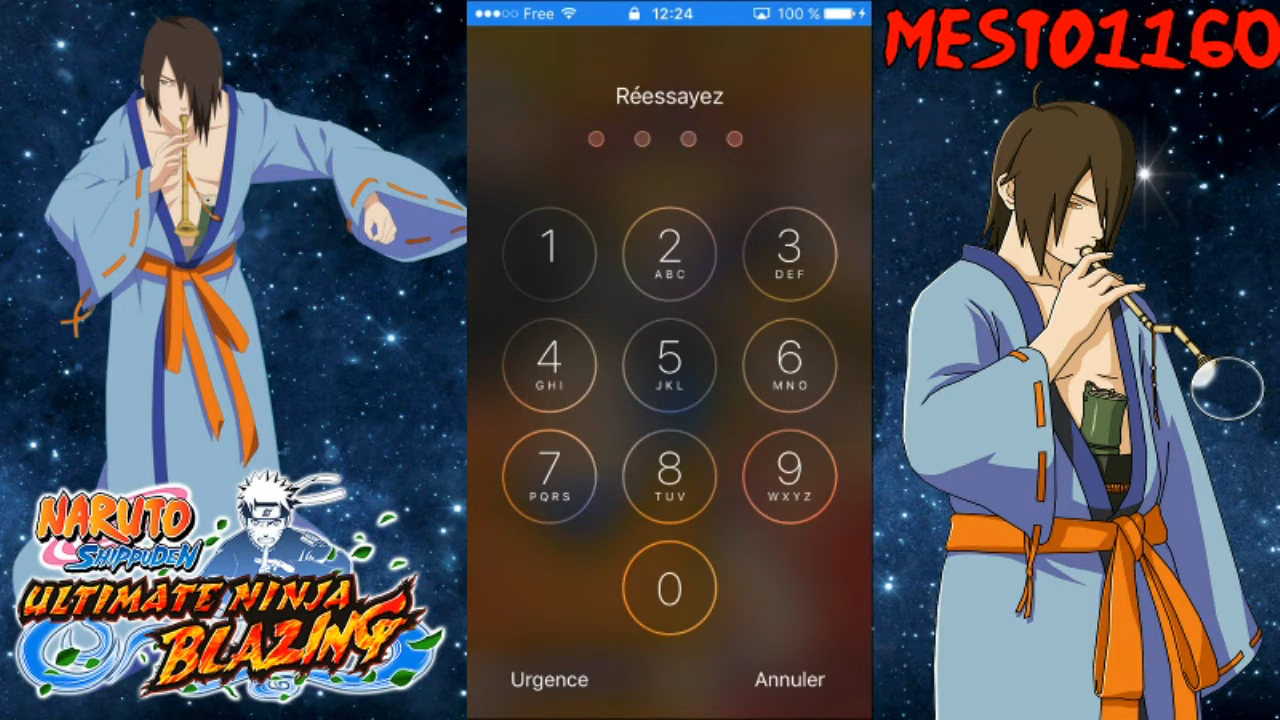 Free 12:24 100 %
MESTO1160
Réessayez
1
2
ABC
3
DEF
4
GHI
5
JKL
6
MNO
7
PQRS
8
TUV
9
WXYZ
0
Urgence
Annuler
NARUTO
SHIPPUDEN
ULTIMATE NINJA
BLAZING